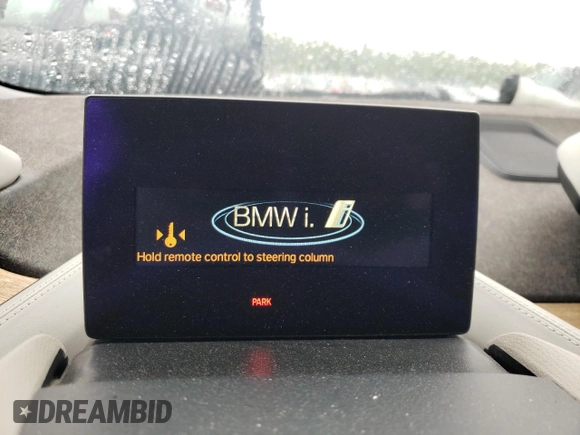 BMW i.
Hold remote control to steering column
PARK
DREAMBID